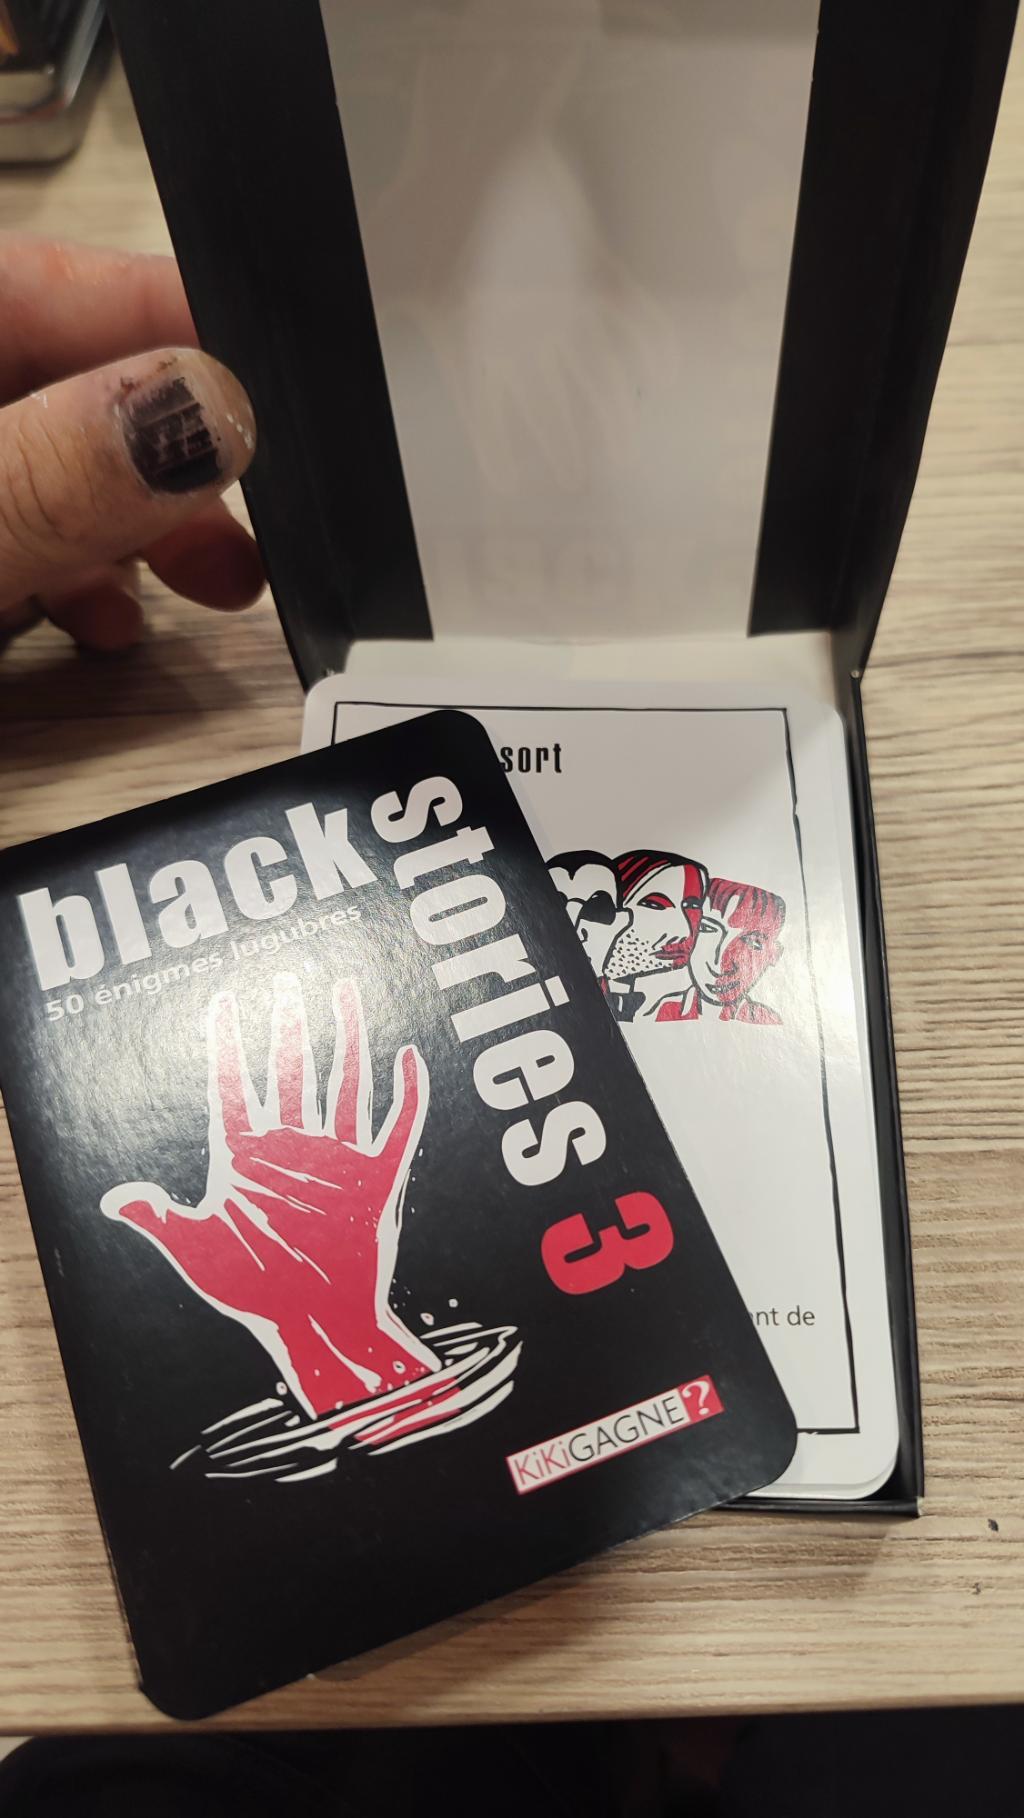 sort
black
stories 3
50 énigmes lugubres
nt de
KiKiGAGNE?